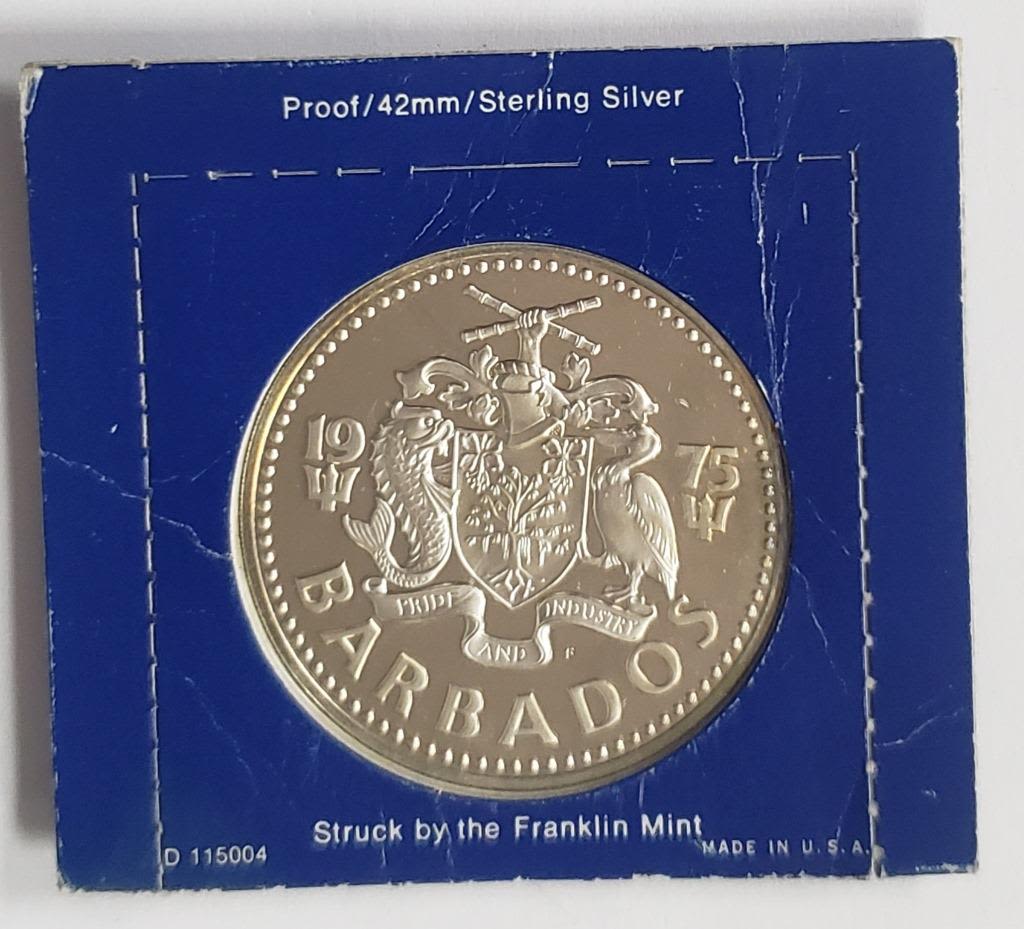 Proof/42mm/Sterling Silver
19 75
PRIDE AND INDUSTRY
BARBADOS
Struck by the Franklin Mint
D 115004
MADE IN U.S.A.